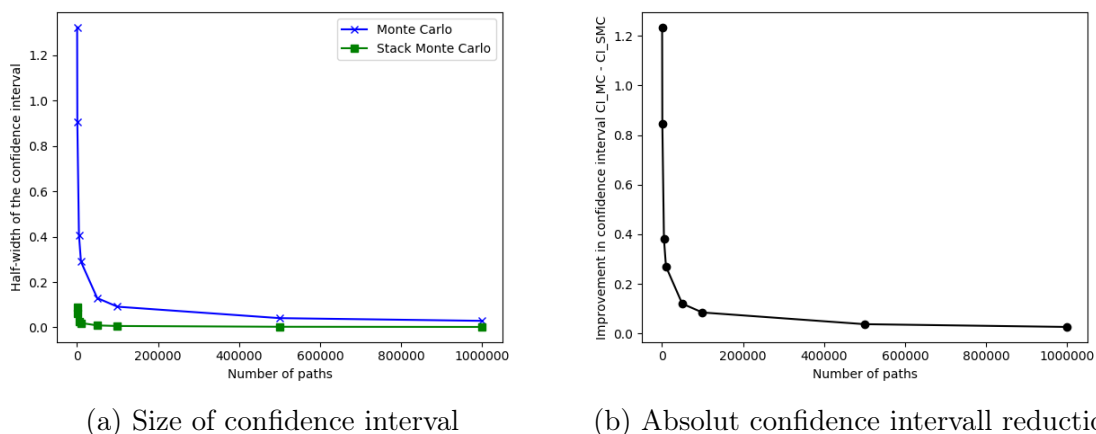 Monte Carlo
Stack Monte Carlo
Half-width of the confidence interval
1.2
1.0
0.8
0.6
0.4
0.2
0.0
0 200000 400000 600000 800000 1000000
Number of paths
(a) Size of confidence interval
Improvement in confidence interval CI_MC - CI_SMC
1.2
1.0
0.8
0.6
0.4
0.2
0.0
0 200000 400000 600000 800000 1000000
Number of paths
(b) Absolut confidence intervall reductio